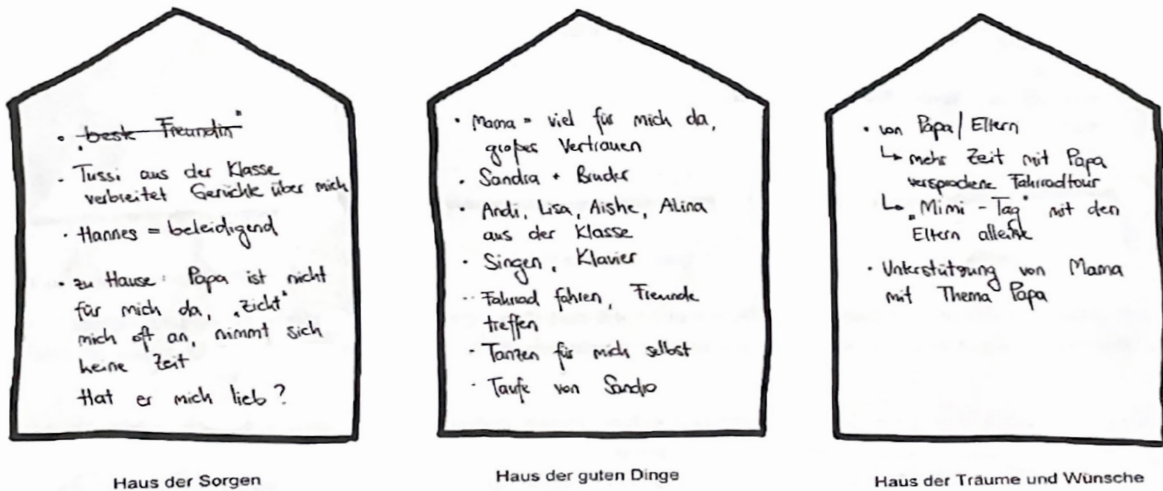 • „beste Freundin"
• Tussi aus der Klasse
verbreitet Gerüchte über mich
• Hannes = beleidigend
• zu Hause: Papa ist nicht
für mich da, „zickt"
mich oft an, nimmt sich
keine Zeit
Hat er mich lieb?
Haus der Sorgen
• Mama = viel für mich da,
großes Vertrauen
• Sandra + Bruder
• Andi, Lisa, Aishe, Alina
aus der Klasse
• Singen, Klavier
• Fahrrad fahren, Freunde
treffen
• Tanzen für mich selbst
• Taufe von
Haus der guten Dinge
• von Papa / Eltern
↳ mehr Zeit mit Papa
versprochene Fahrradtour
↳ „Mimi-Tag" mit den
Eltern alleine
• Unterstützung von Mama
mit Thema Papa
Haus der Träume und Wünsche